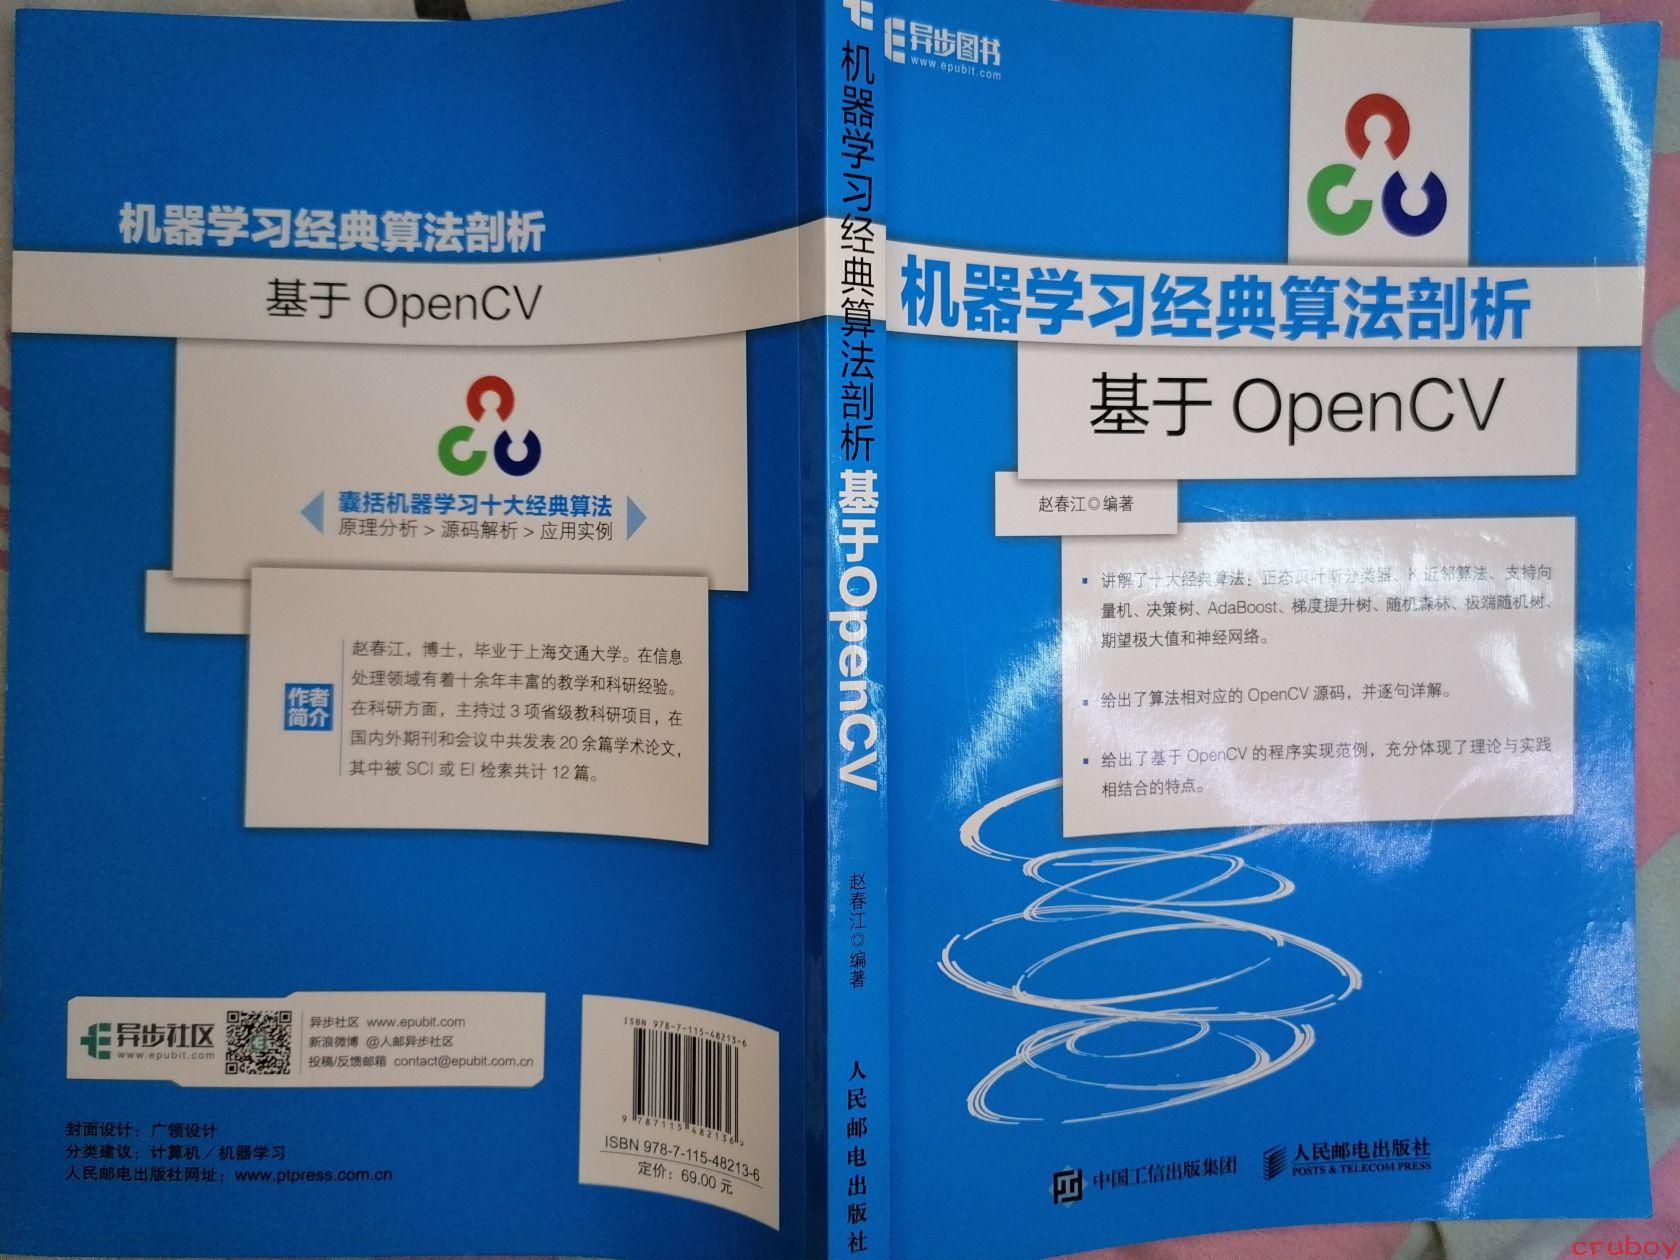 机器学习经典算法剖析
基于 OpenCV
囊括机器学习十大经典算法
原理分析 > 源码解析 > 应用实例
作者
简介
赵春江，博士，毕业于上海交通大学。在信息
处理领域有着十余年丰富的教学和科研经验。
在科研方面，主持过 3 项省级教科研项目，在
国内外期刊和会议中共发表 20 余篇学术论文，
其中被 SCI 或 EI 检索共计 12 篇。
异步社区
www.epubit.com
异步社区 www.epubit.com
新浪微博 @人邮异步社区
投稿/反馈邮箱 contact@epubit.com.cn
封面设计：广领设计
分类建议：计算机／机器学习
人民邮电出版社网址：www.ptpress.com.cn
ISBN 978-7-115-48213-6
9 787115 482136 >
ISBN 978-7-115-48213-6
定价：69.00 元
机器学习经典算法剖析 基于OpenCV
赵春江◎编著
人民邮电出版社
异步图书
www.epubit.com
机器学习经典算法剖析
基于 OpenCV
赵春江◎编著
▪ 讲解了十大经典算法：正态贝叶斯分类器、K 近邻算法、支持向
量机、决策树、AdaBoost、梯度提升树、随机森林、极端随机树、
期望极大值和神经网络。
▪ 给出了算法相对应的 OpenCV 源码，并逐句详解。
▪ 给出了基于 OpenCV 的程序实现范例，充分体现了理论与实践
相结合的特点。
中国工信出版集团
人民邮电出版社
POSTS & TELECOM PRESS
cruboy